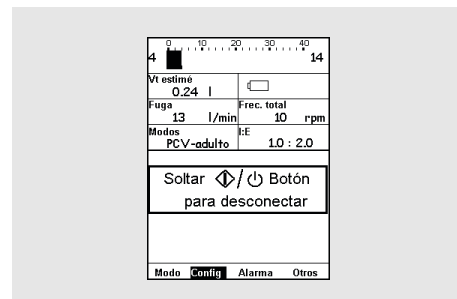 0 10 20 30 40
4 14
Vt estimé
0.24 l
Fuga Frec. total
13 l/min 10 rpm
Modos I:E
PCV-adulto 1.0 : 2.0
Soltar / Botón
para desconectar
Modo Config Alarma Otros